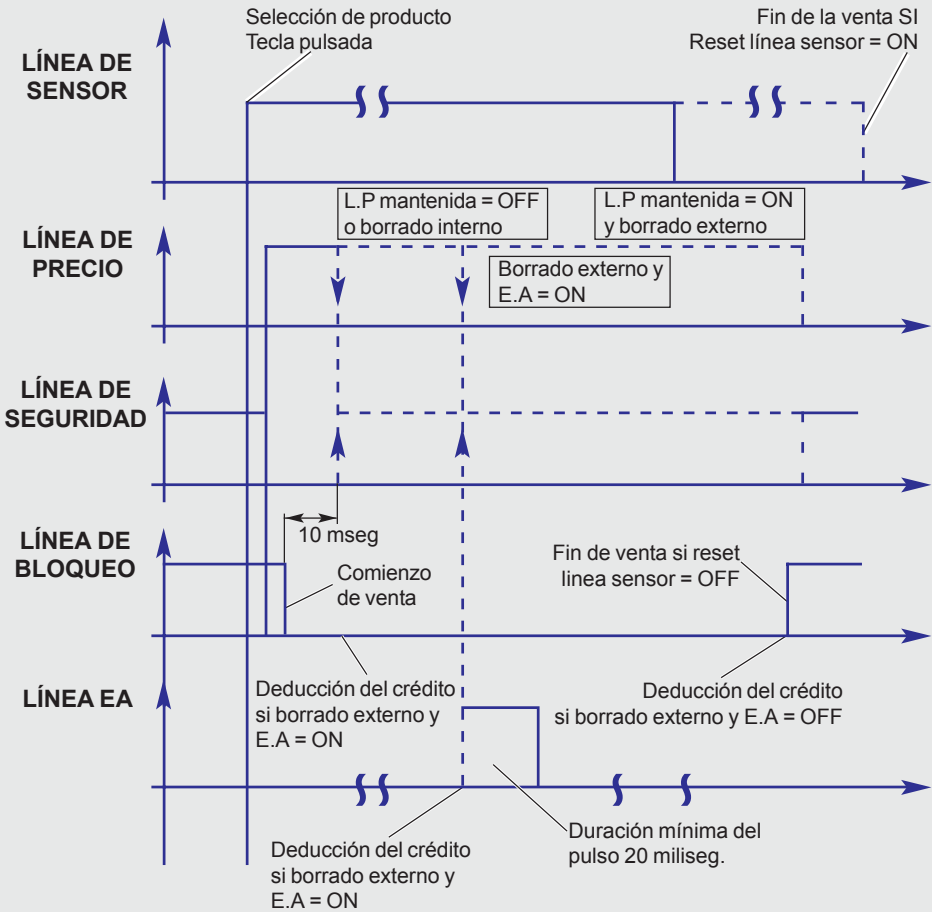 Selección de producto
Tecla pulsada
Fin de la venta SI
Reset línea sensor = ON
LÍNEA DE
SENSOR
L.P mantenida = OFF
o borrado interno
L.P mantenida = ON
y borrado externo
LÍNEA DE
PRECIO
Borrado externo y
E.A = ON
LÍNEA DE
SEGURIDAD
10 mseg
LÍNEA DE
BLOQUEO
Comienzo
de venta
Fin de venta si reset
linea sensor = OFF
LÍNEA EA
Deducción del crédito
si borrado externo y
E.A = ON
Deducción del crédito
si borrado externo y E.A = OFF
Duración mínima del
pulso 20 miliseg.
Deducción del crédito
si borrado externo y
E.A = ON